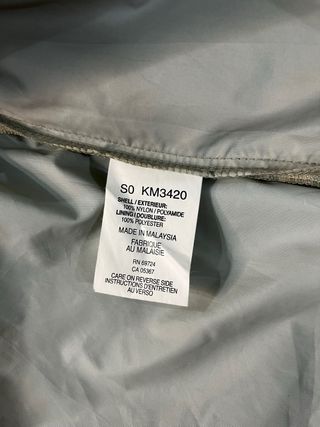 S0 KM3420
SHELL / EXTERIEUR:
100% NYLON / POLYAMIDE
LINING / DOUBLURE:
100% POLYESTER
MADE IN MALAYSIA
FABRIQUE
AU MALAISIE
RN 69724
CA 05367
CARE ON REVERSE SIDE
INSTRUCTIONS D'ENTRETIEN
AU VERSO